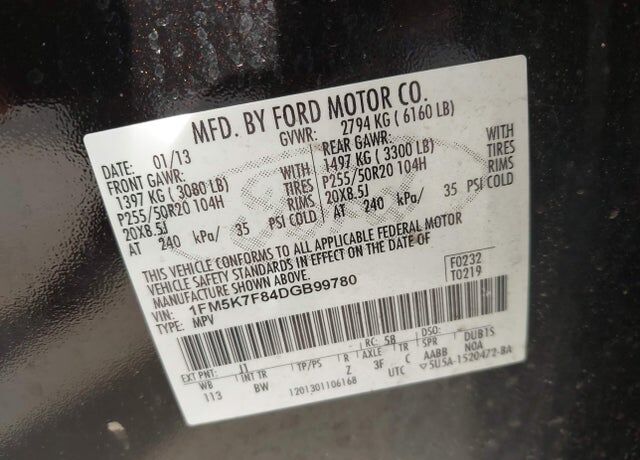 MFD. BY FORD MOTOR CO.
DATE: 01/13 GVWR: 2794 KG ( 6160 LB)
FRONT GAWR: REAR GAWR:
1397 KG ( 3080 LB) WITH 1497 KG ( 3300 LB) WITH
P255/50R20 104H TIRES P255/50R20 104H TIRES
20X8.5J RIMS 20X8.5J RIMS
AT 240 kPa/ 35 PSI COLD AT 240 kPa/ 35 PSI COLD
THIS VEHICLE CONFORMS TO ALL APPLICABLE FEDERAL MOTOR
VEHICLE SAFETY STANDARDS IN EFFECT ON THE DATE OF
MANUFACTURE SHOWN ABOVE.
VIN: 1FM5K7F84DGB99780 F0232
TYPE: MPV T0219
EXT PNT: J1 RC: 58 DSO:
WB INT TR TP/PS R AXLE TR SPR DUB1S
113 BW Z 3F C AABB NOA
1201301106168 UTC 5U5A-1520472-BA